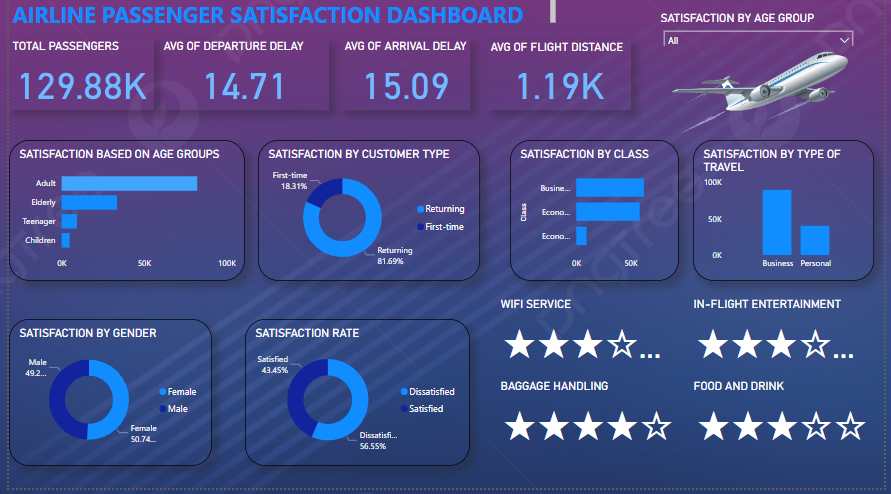 AIRLINE PASSENGER SATISFACTION DASHBOARD
SATISFACTION BY AGE GROUP
All
TOTAL PASSENGERS
129.88K
AVG OF DEPARTURE DELAY
14.71
AVG OF ARRIVAL DELAY
15.09
AVG OF FLIGHT DISTANCE
1.19K
SATISFACTION BASED ON AGE GROUPS
Adult
Elderly
Teenager
Children
0K 50K 100K
SATISFACTION BY CUSTOMER TYPE
First-time
18.31%
Returning
First-time
Returning
81.69%
SATISFACTION BY CLASS
Class
Busine...
Econo...
Econo...
0K 50K
SATISFACTION BY TYPE OF
TRAVEL
100K
50K
0K
Business Personal
SATISFACTION BY GENDER
Male
49.2...
Female
Male
Female
50.74...
SATISFACTION RATE
Satisfied
43.45%
Dissatisfied
Satisfied
Dissatisfi...
56.55%
WIFI SERVICE
★★★☆...
IN-FLIGHT ENTERTAINMENT
★★★☆...
BAGGAGE HANDLING
★★★★☆
FOOD AND DRINK
★★★☆☆